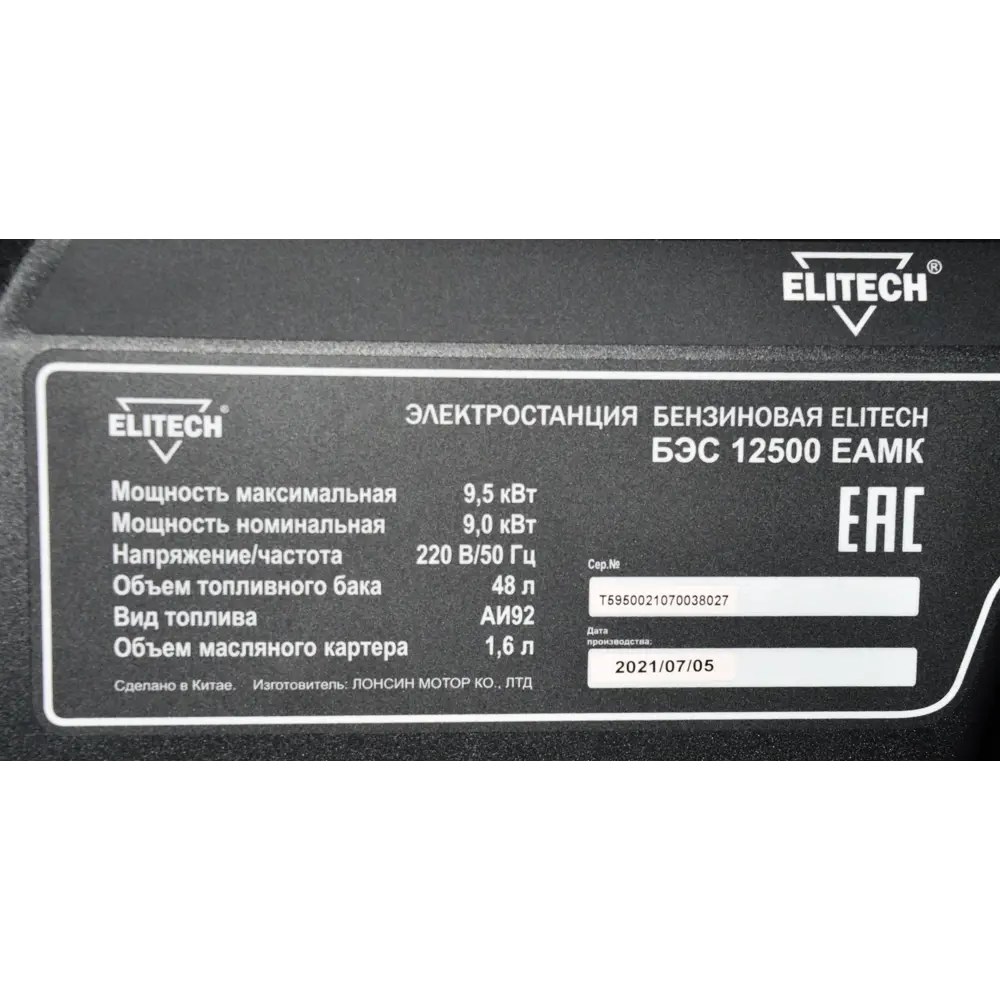 ELITECH®
ELITECH®
ЭЛЕКТРОСТАНЦИЯ БЕНЗИНОВАЯ ELITECH
БЭС 12500 ЕАМК
Мощность максимальная 9,5 кВт
Мощность номинальная 9,0 кВт
Напряжение/частота 220 В/50 Гц
Объем топливного бака 48 л
Вид топлива АИ92
Объем масляного картера 1,6 л
Сделано в Китае. Изготовитель: ЛОНСИН МОТОР КО., ЛТД
ЕАС
Сер.№
T5950021070038027
Дата
производства:
2021/07/05